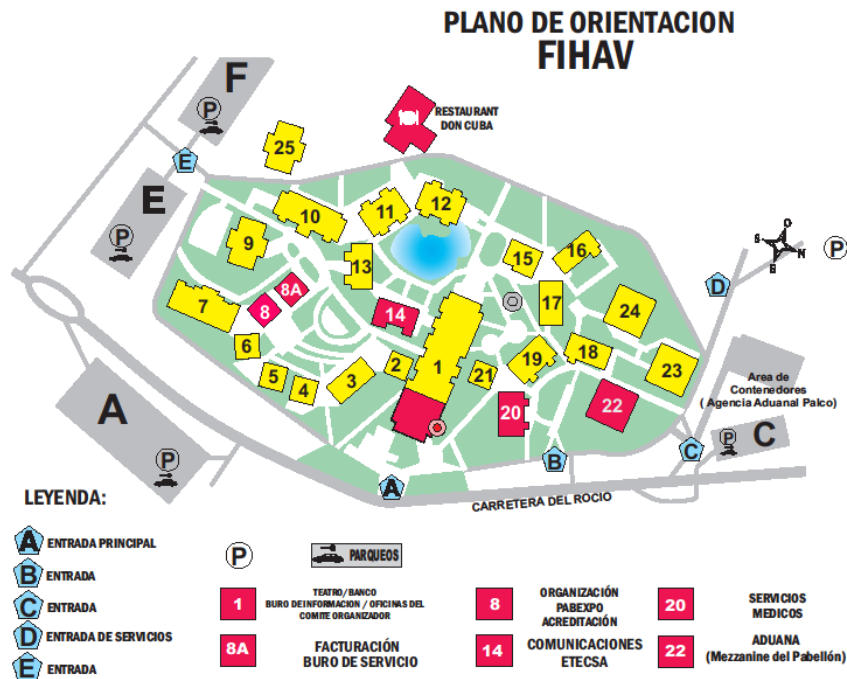 PLANO DE ORIENTACION
FIHAV
F
P
RESTAURANT
DON CUBA
25
E
E
P
12
11
10
9
O
S
N
E
P
16
15
13
D
8A
7
8
14
17
24
6
1
19
18
23
2
3
21
5
4
A
20
22
Area de
Contenedores
( Agencia Aduanal Palco)
P
C
C
B
P
A
CARRETERA DEL ROCIO
LEYENDA:
A ENTRADA PRINCIPAL
B ENTRADA
C ENTRADA
D ENTRADA DE SERVICIOS
E ENTRADA
P PARQUEOS
1 TEATRO/BANCO
BURO DE INFORMACION / OFICINAS DEL
COMITE ORGANIZADOR
8A FACTURACIÓN
BURO DE SERVICIO
8 ORGANIZACIÓN
PABEXPO
ACREDITACIÓN
14 COMUNICACIONES
ETECSA
20 SERVICIOS
MEDICOS
22 ADUANA
(Mezzanine del Pabellón)